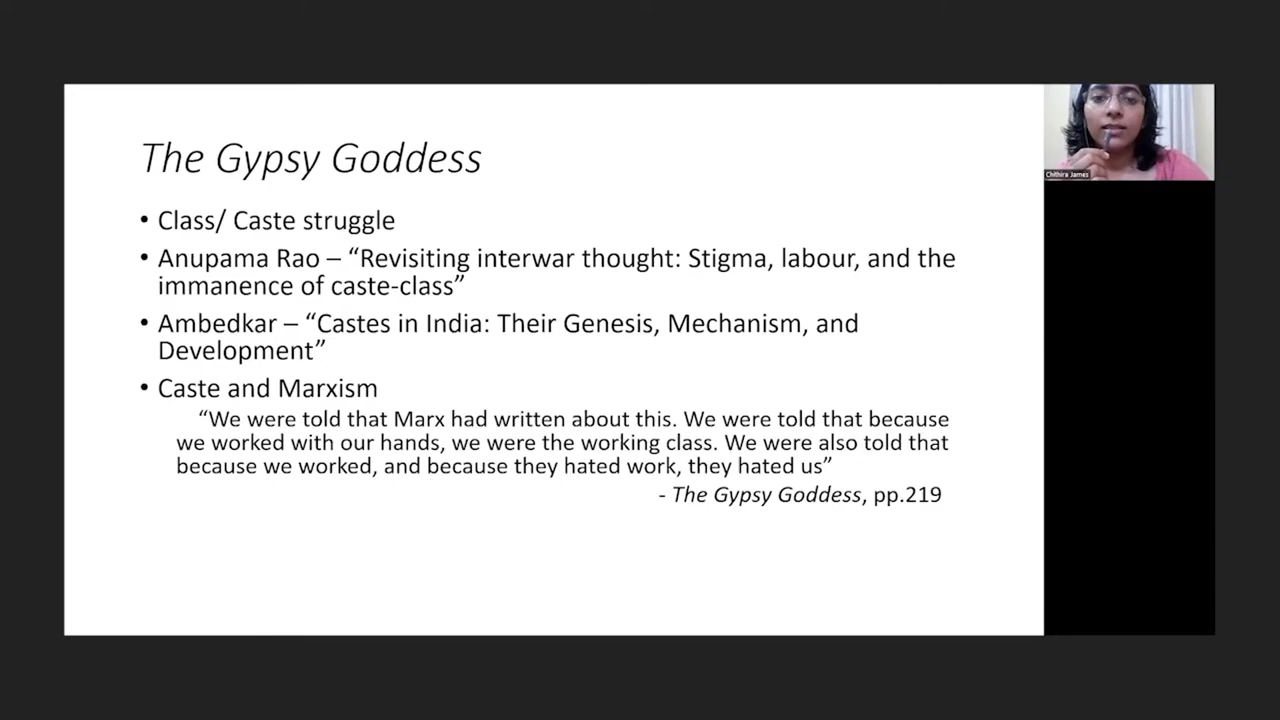 The Gypsy Goddess
• Class/ Caste struggle
• Anupama Rao – “Revisiting interwar thought: Stigma, labour, and the
immanence of caste-class”
• Ambedkar – “Castes in India: Their Genesis, Mechanism, and
Development”
• Caste and Marxism
“We were told that Marx had written about this. We were told that because
we worked with our hands, we were the working class. We were also told that
because we worked, and because they hated work, they hated us”
- The Gypsy Goddess, pp.219
Chithira James